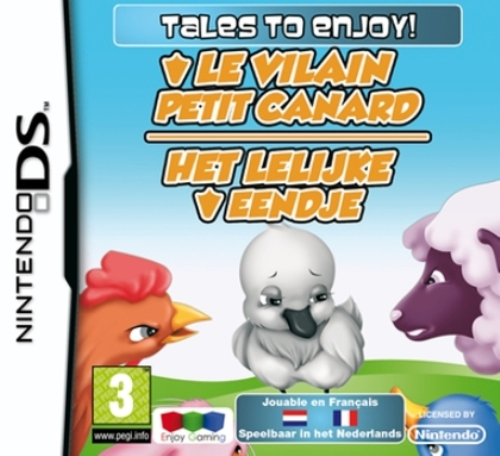 TALES TO ENJOY!
LE VILAIN
PETIT CANARD
HET LELIJKE
EENDJE
NINTENDO DS™
3
www.pegi.info
Enjoy Gaming
Jouable en Français
Speelbaar in het Nederlands
LICENSED BY
Nintendo